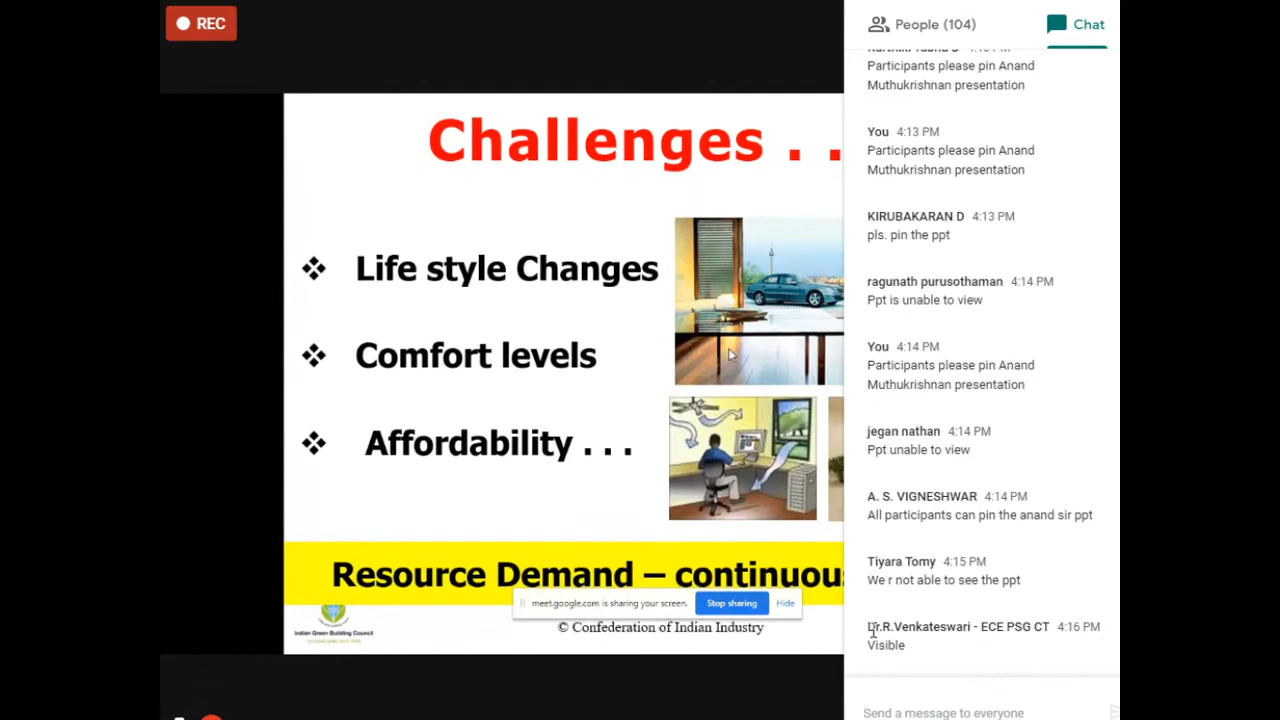 REC
People (104)
Chat
Challenges . .
Life style Changes
Comfort levels
Affordability . . .
Resource Demand –
meet.google.com is sharing your screen.
Stop sharing
Hide
Indian Green Building Council
© Confederation of Indian Industry
Participants please pin Anand
Muthukrishnan presentation
You 4:13 PM
Participants please pin Anand
Muthukrishnan presentation
KIRUBAKARAN D 4:13 PM
pls. pin the ppt
ragunath purusothaman 4:14 PM
Ppt is unable to view
You 4:14 PM
Participants please pin Anand
Muthukrishnan presentation
jegan nathan 4:14 PM
Ppt unable to view
A. S. VIGNESHWAR 4:14 PM
All participants can pin the anand sir ppt
Tiyara Tomy 4:15 PM
We r not able to see the ppt
Dr.R.Venkateswari - ECE PSG CT 4:16 PM
Visible
Send a message to everyone